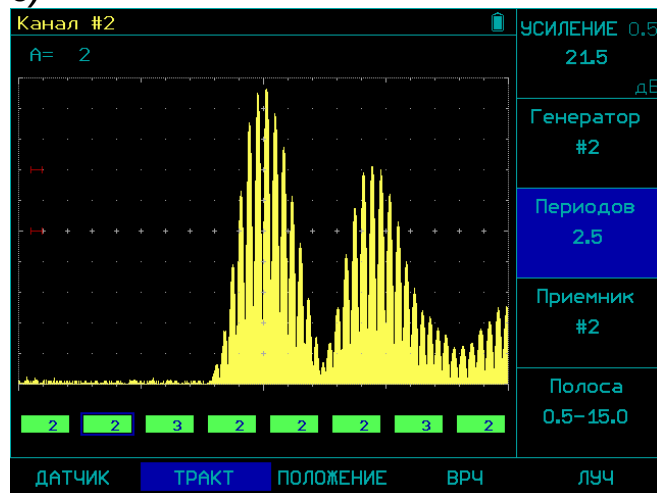 Канал #2
A= 2
УСИЛЕНИЕ 0.5
21.5
дБ
Генератор
#2
Периодов
2.5
Приемник
#2
Полоса
0.5-15.0
2 2 3 2 2 2 3 2
ДАТЧИК ТРАКТ ПОЛОЖЕНИЕ ВРЧ ЛУЧ